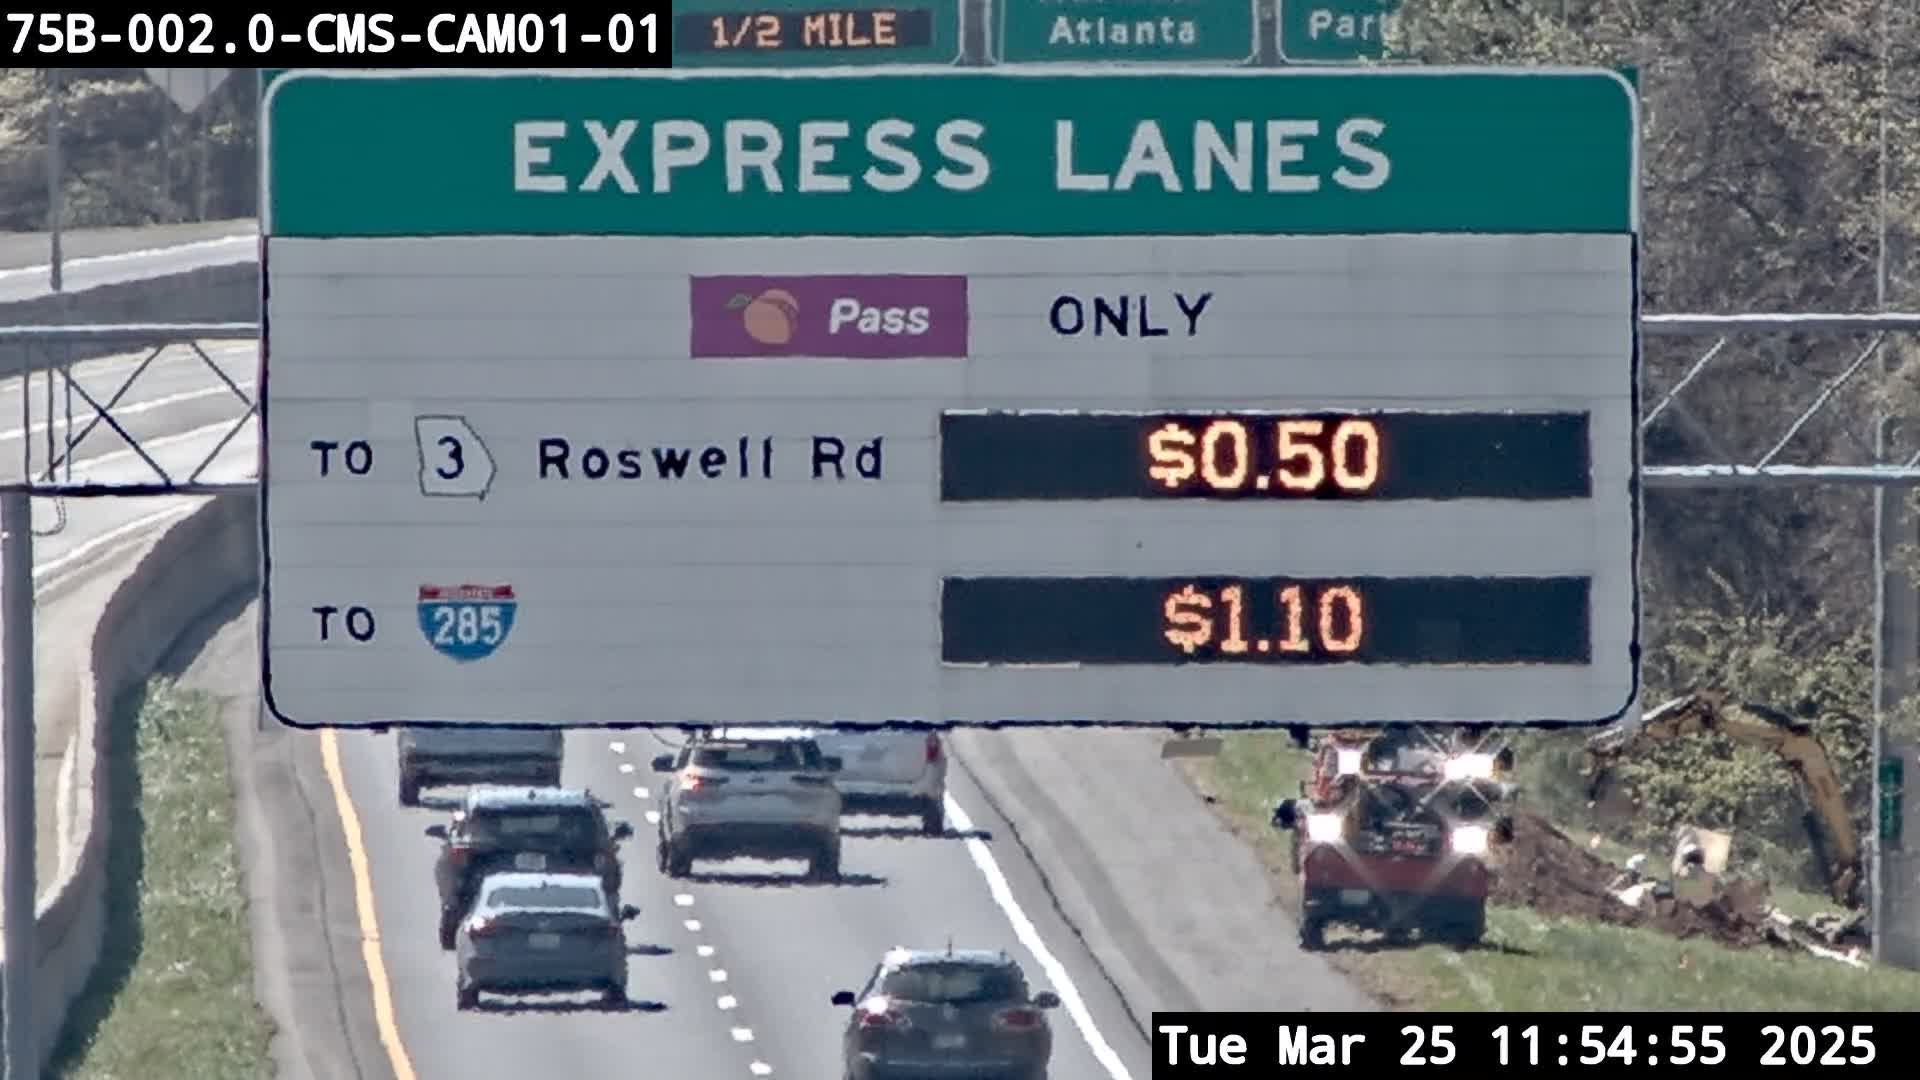 75B-002.0-CMS-CAM01-01
1/2 MILE
Atlanta
EXPRESS LANES
Pass ONLY
TO 3 Roswell Rd $0.50
TO 285 $1.10
Tue Mar 25 11:54:55 2025